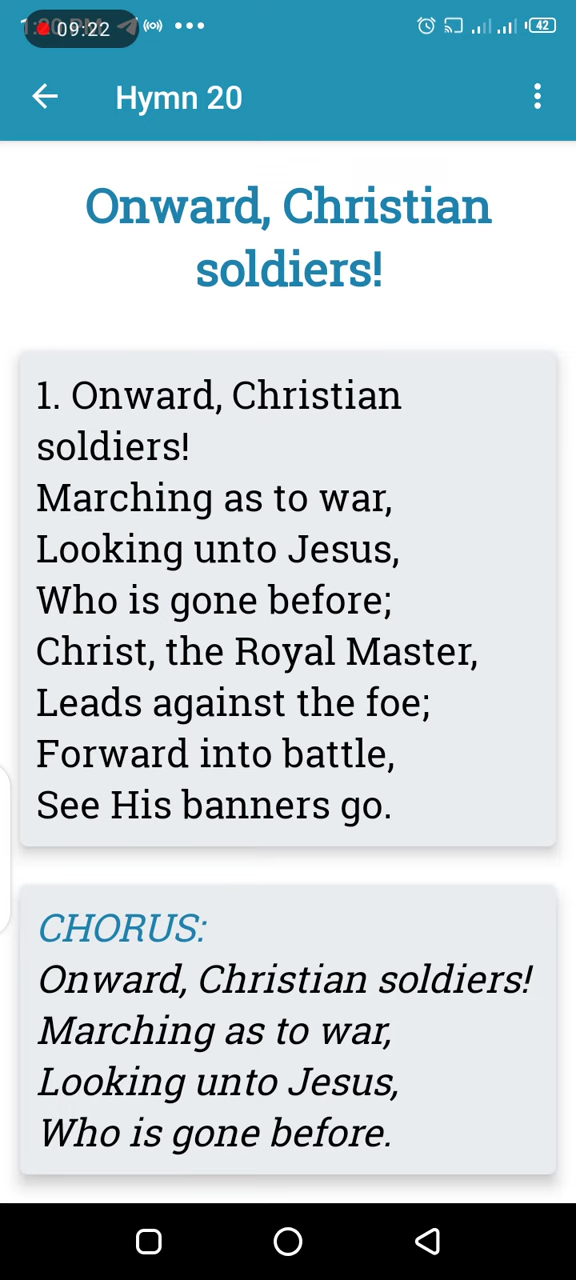 09:22
42
Hymn 20
Onward, Christian
soldiers!
1. Onward, Christian
soldiers!
Marching as to war,
Looking unto Jesus,
Who is gone before;
Christ, the Royal Master,
Leads against the foe;
Forward into battle,
See His banners go.
CHORUS:
Onward, Christian soldiers!
Marching as to war,
Looking unto Jesus,
Who is gone before.